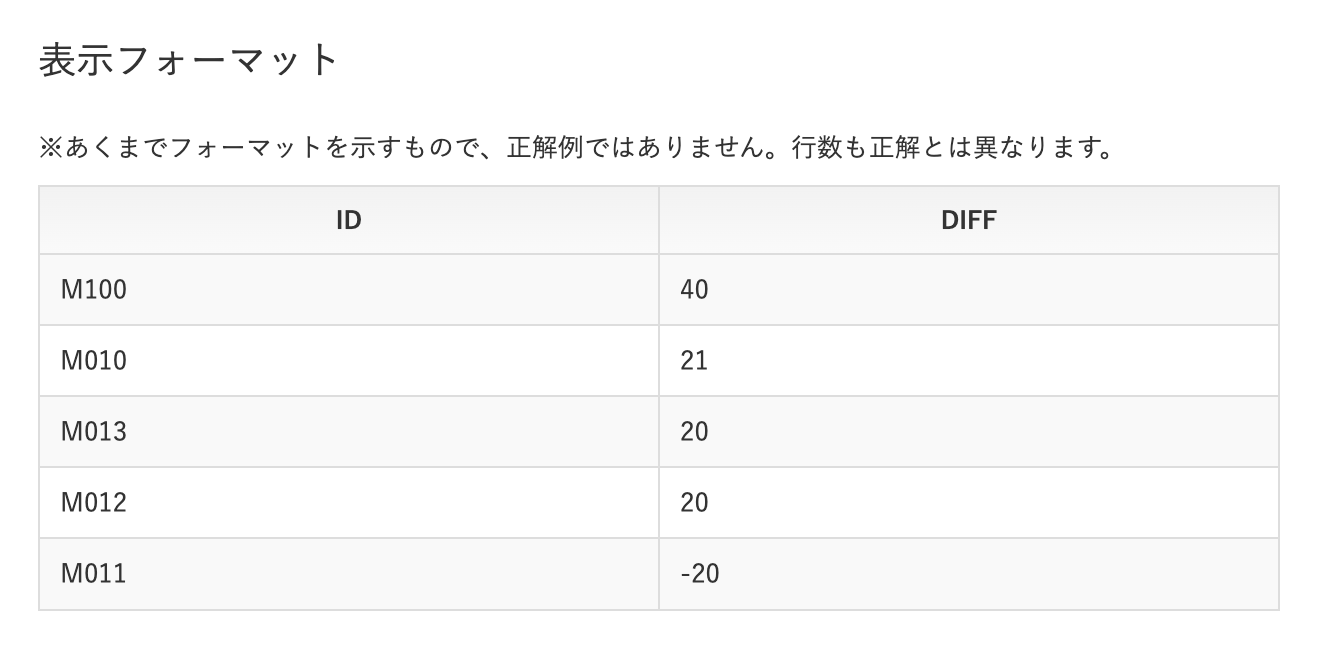 表示フォーマット
※あくまでフォーマットを示すもので、正解例ではありません。行数も正解とは異なります。
ID DIFF
M100 40
M010 21
M013 20
M012 20
M011 -20